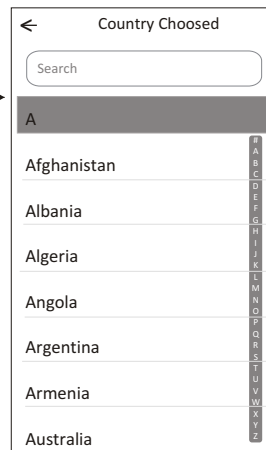 Country Choosed
Search
A
Afghanistan
Albania
Algeria
Angola
Argentina
Armenia
Australia
#
A
B
C
D
E
F
G
H
I
J
K
L
M
N
O
P
Q
R
S
T
U
V
W
X
Y
Z